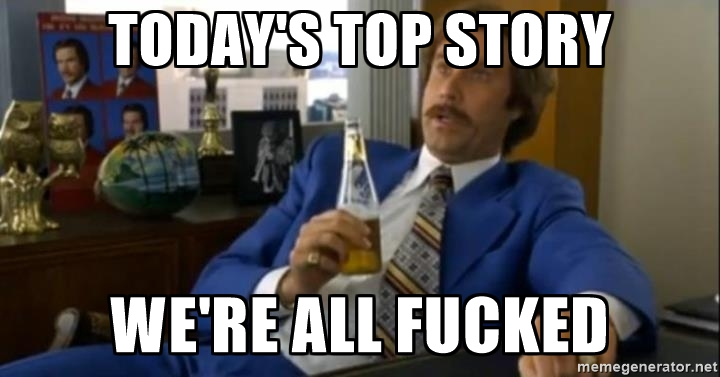 TODAY'S TOP STORY
WE'RE ALL FUCKED
memegenerator.net